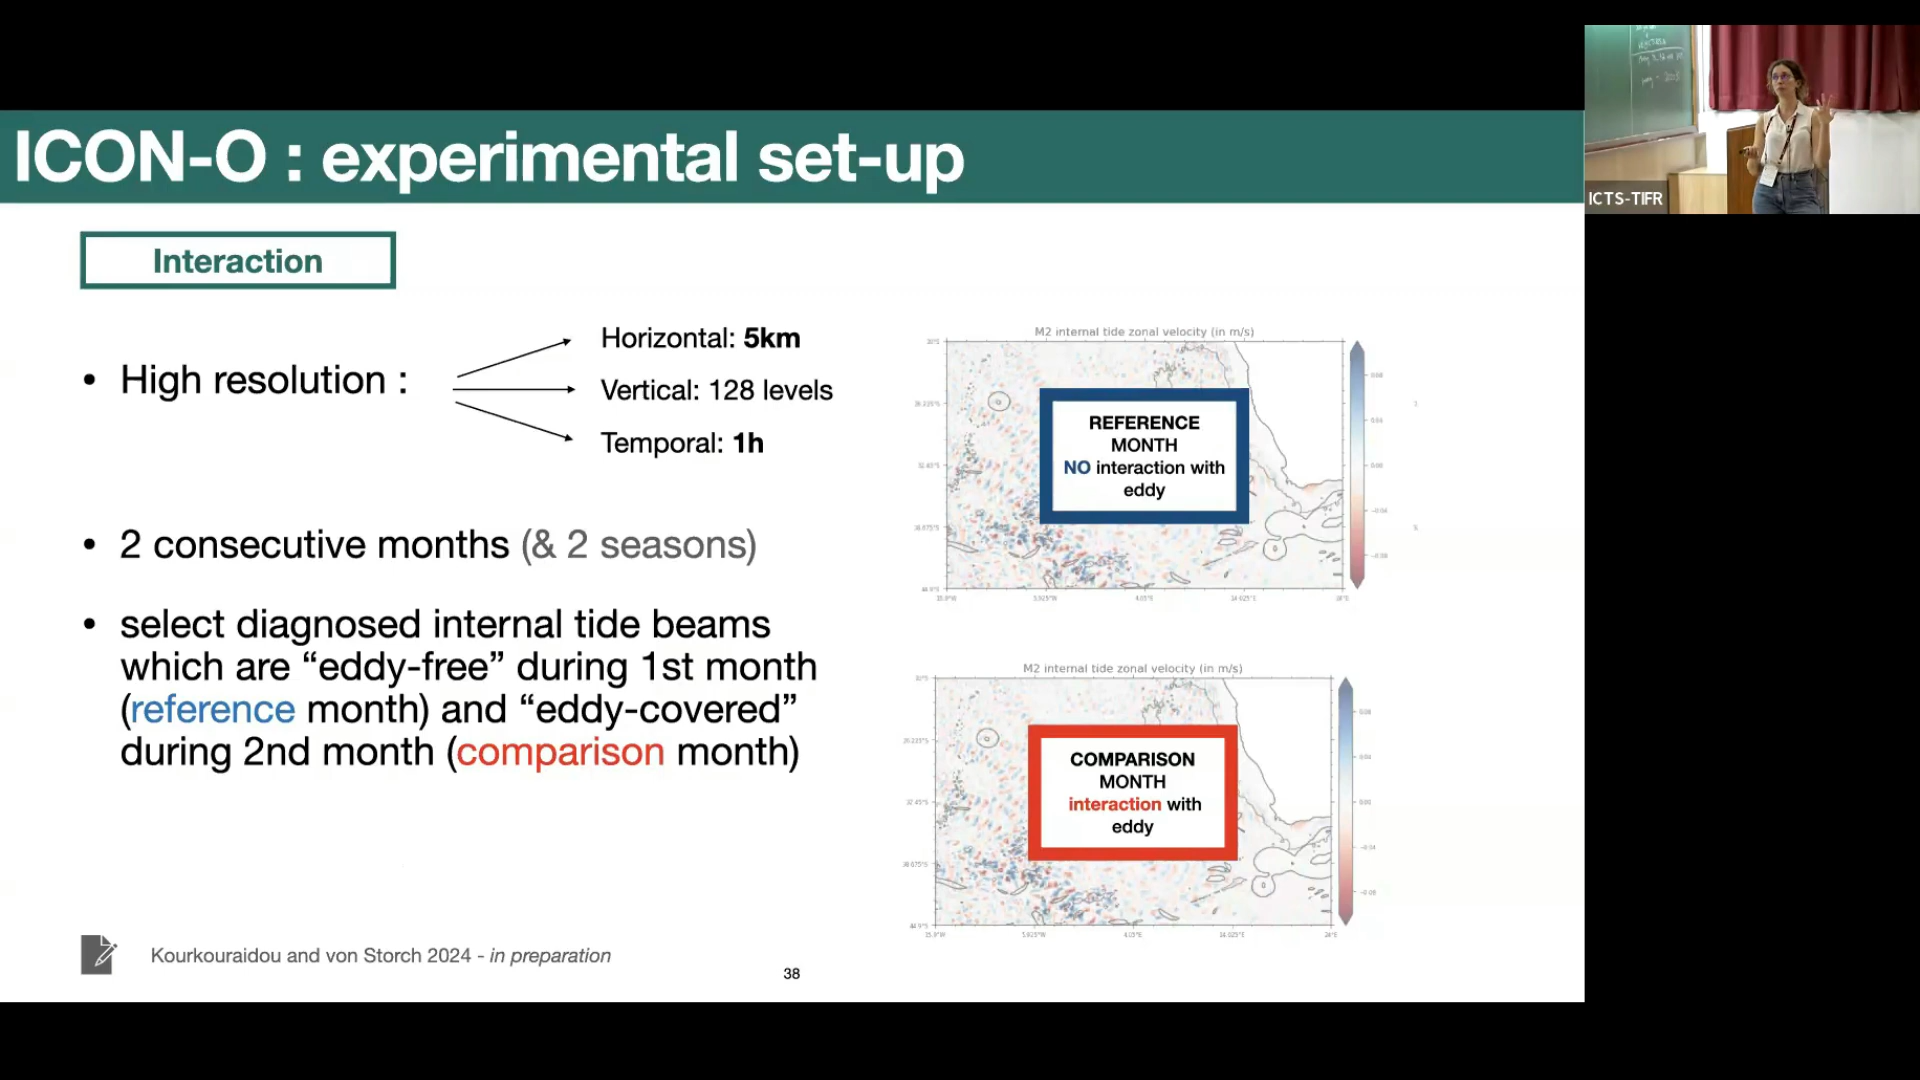 ICON-O : experimental set-up
ICTS-TIFR
Interaction
• High resolution :
Horizontal: 5km
Vertical: 128 levels
Temporal: 1h
• 2 consecutive months (& 2 seasons)
• select diagnosed internal tide beams
which are “eddy-free” during 1st month
(reference month) and “eddy-covered”
during 2nd month (comparison month)
M2 internal tide zonal velocity (in m/s)
REFERENCE
MONTH
NO interaction with
eddy
M2 internal tide zonal velocity (in m/s)
COMPARISON
MONTH
interaction with
eddy
Kourkouraidou and von Storch 2024 - in preparation
38